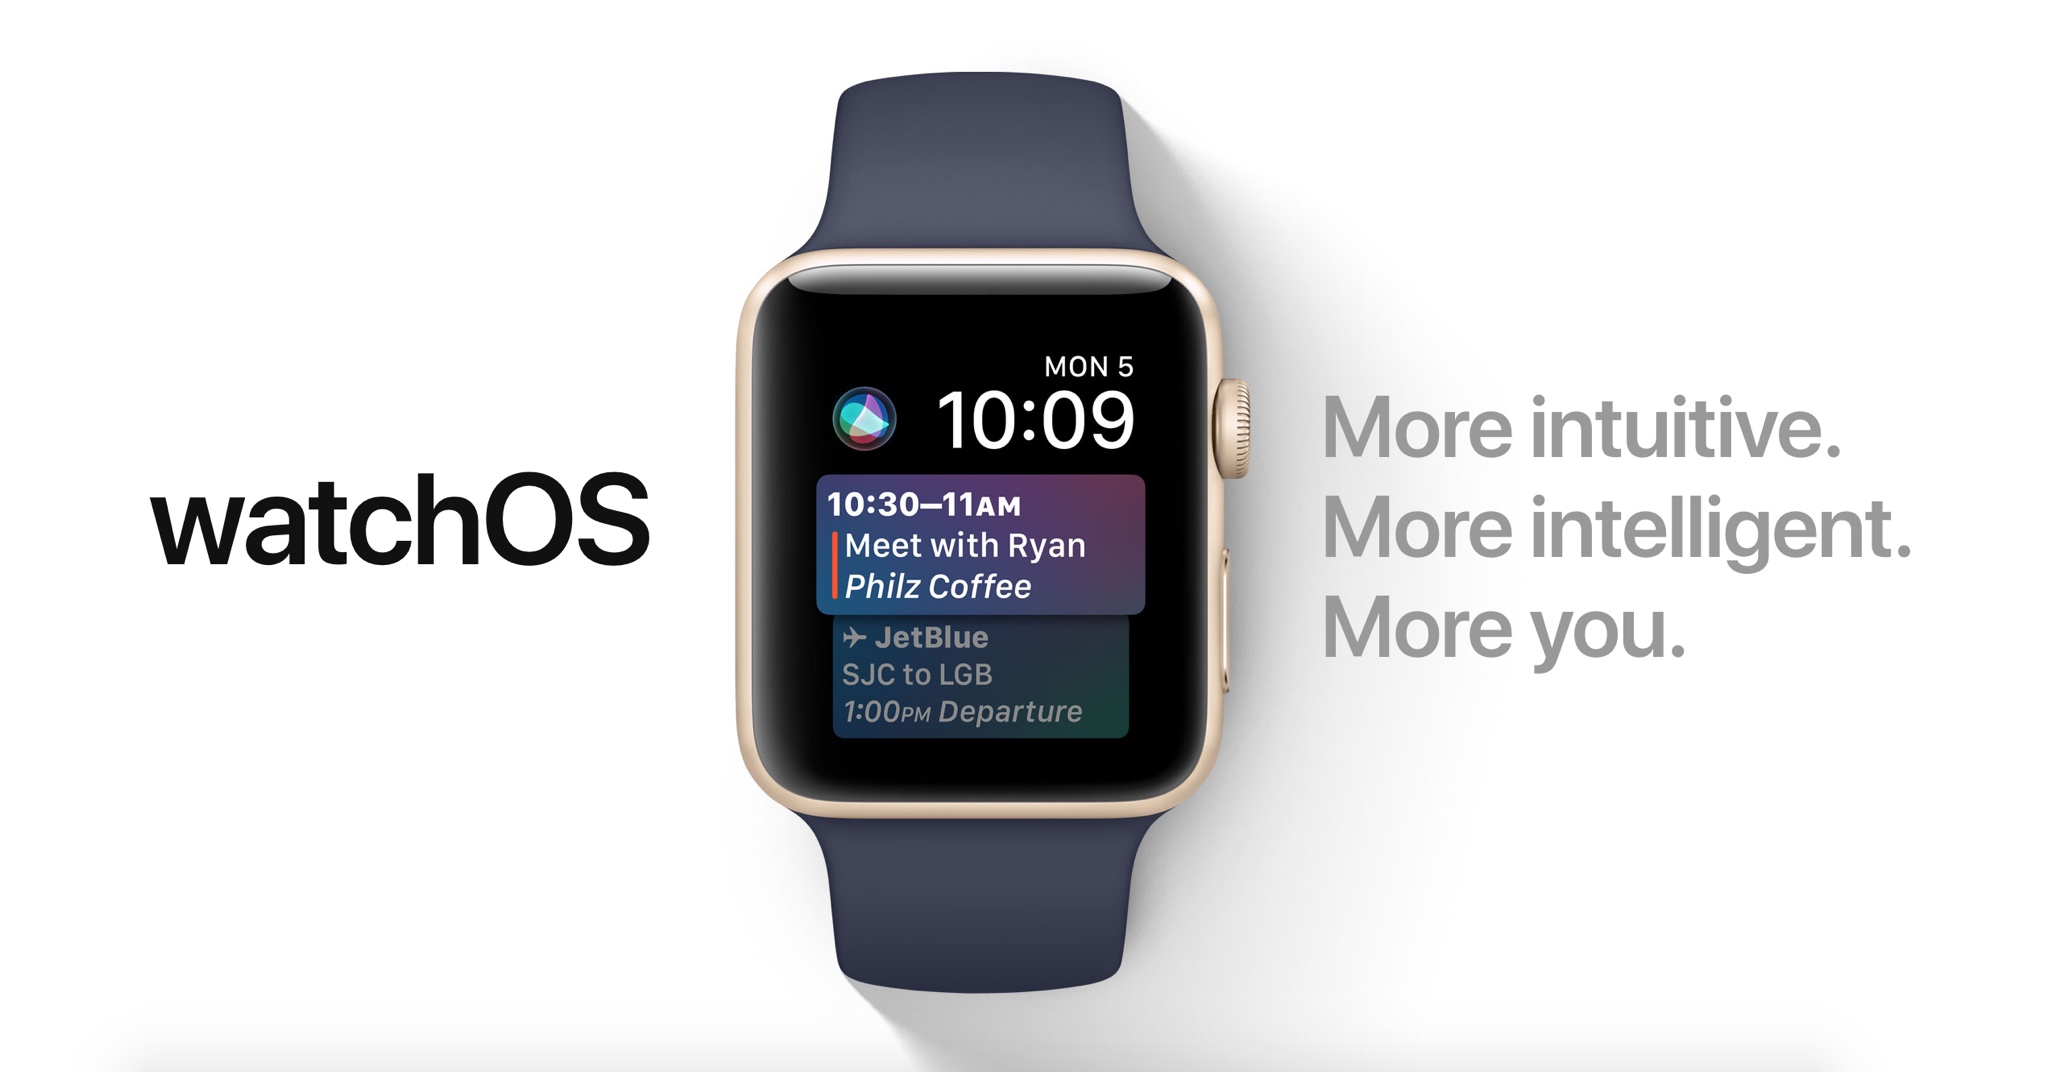 watchOS
MON 5
10:09
10:30–11AM
Meet with Ryan
Philz Coffee
JetBlue
SJC to LGB
1:00PM Departure
More intuitive.
More intelligent.
More you.